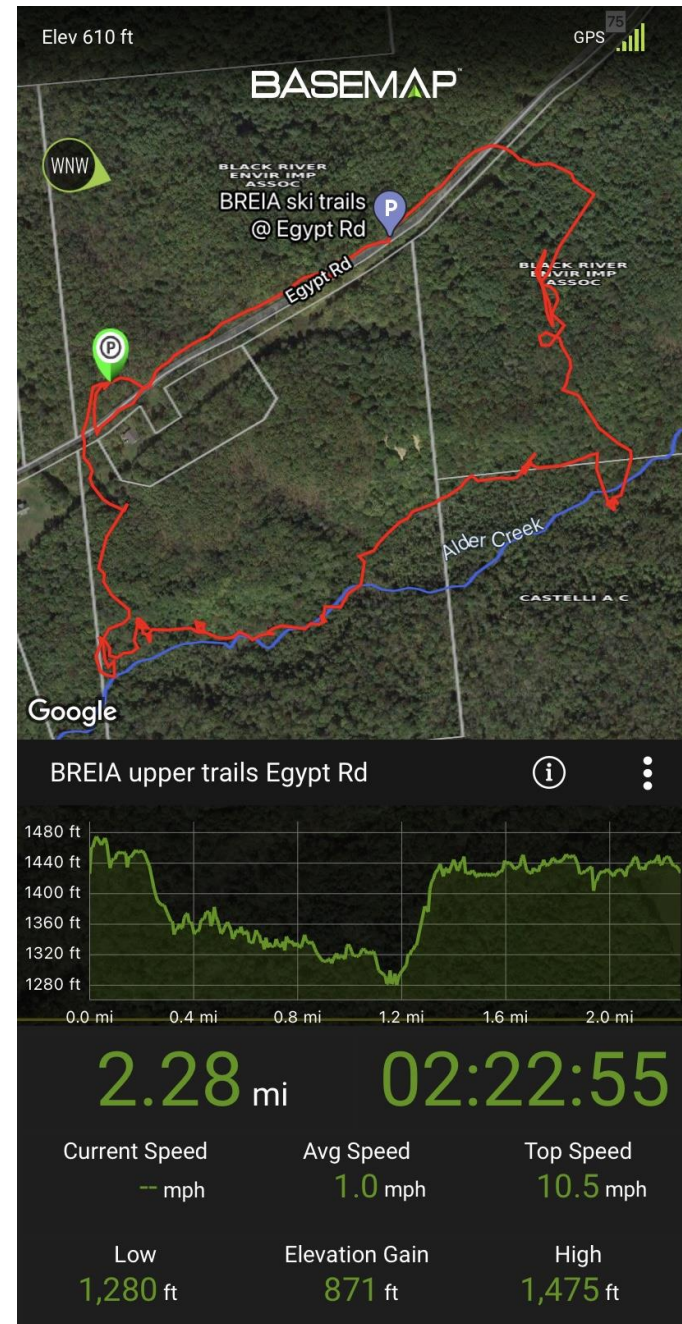 75
Elev 610 ft
GPS
BASEMAP™
WNW
BLACK RIVER
ENVIR IMP
ASSOC
BREIA ski trails
@ Egypt Rd
P
Egypt Rd
BLACK RIVER
ENVIR IMP
ASSOC
P
Alder Creek
CASTELLI A C
Google
BREIA upper trails Egypt Rd
i
1480 ft
1440 ft
1400 ft
1360 ft
1320 ft
1280 ft
0.0 mi 0.4 mi 0.8 mi 1.2 mi 1.6 mi 2.0 mi
2.28 mi 02:22:55
Current Speed Avg Speed Top Speed
-- mph 1.0 mph 10.5 mph
Low Elevation Gain High
1,280 ft 871 ft 1,475 ft